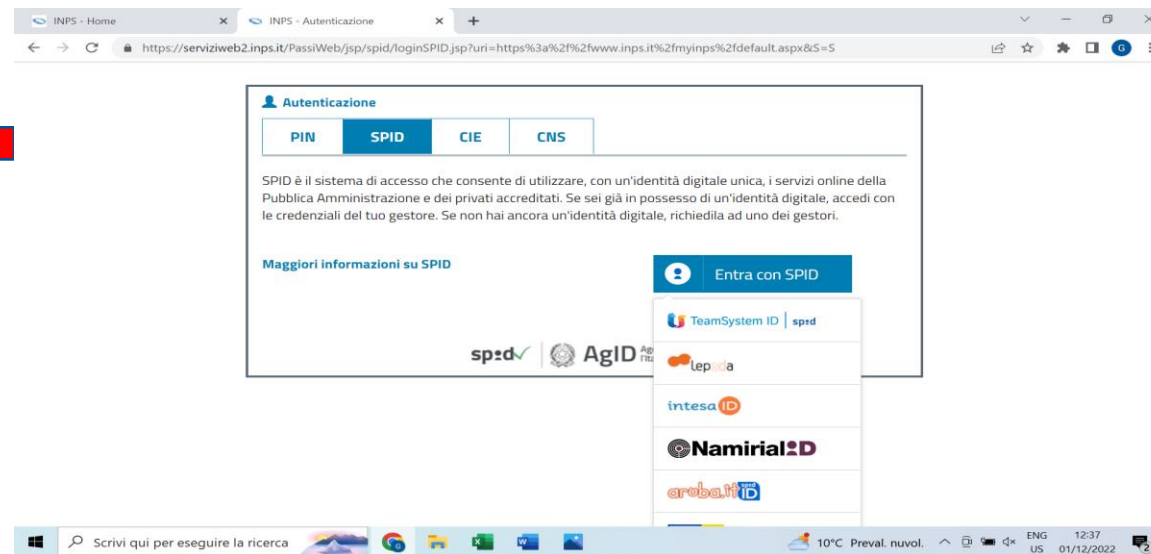 INPS - Home
INPS - Autenticazione
https://serviziweb2.inps.it/PassiWeb/jsp/spid/loginSPID.jsp?uri=https%3a%2f%2fwww.inps.it%2fmyinps%2fdefault.aspx&S=S
G
Autenticazione
PIN SPID CIE CNS
SPID è il sistema di accesso che consente di utilizzare, con un'identità digitale unica, i servizi online della
Pubblica Amministrazione e dei privati accreditati. Se sei già in possesso di un'identità digitale, accedi con
le credenziali del tuo gestore. Se non hai ancora un'identità digitale, richiedila ad uno dei gestori.
Maggiori informazioni su SPID
Entra con SPID
TeamSystem ID | spid
sp:d AgID
Lepida
intesa ID
Namirial ID
aruba.it spid ID
Scrivi qui per eseguire la ricerca
10°C Preval. nuvol.
ENG 12:37
US 01/12/2022
2